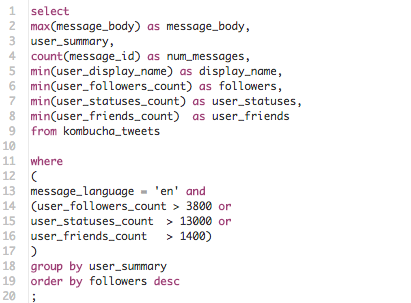 1 select
2 max(message_body) as message_body,
3 user_summary,
4 count(message_id) as num_messages,
5 min(user_display_name) as display_name,
6 min(user_followers_count) as followers,
7 min(user_statuses_count) as user_statuses,
8 min(user_friends_count)  as user_friends
9 from kombucha_tweets
10
11 where
12 (
13 message_language = 'en' and
14 (user_followers_count > 3800 or
15 user_statuses_count  > 13000 or
16 user_friends_count   > 1400)
17 )
18 group by user_summary
19 order by followers desc
20 ;